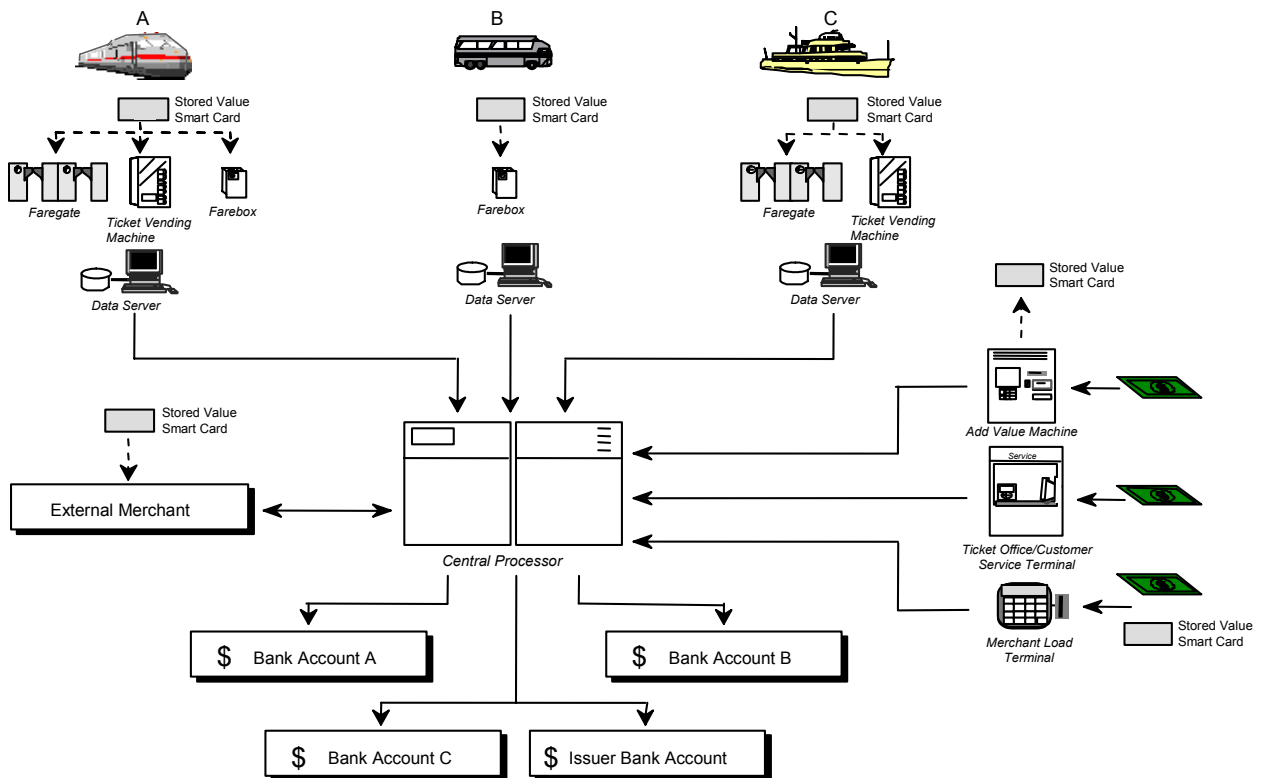 A
B
C
Stored Value
Smart Card
Stored Value
Smart Card
Stored Value
Smart Card
Faregate
Ticket Vending
Machine
Farebox
Farebox
Faregate
Ticket Vending
Machine
Data Server
Data Server
Data Server
Stored Value
Smart Card
Add Value Machine
Stored Value
Smart Card
External Merchant
Service
Ticket Office/Customer
Service Terminal
Central Processor
Merchant Load
Terminal
Stored Value
Smart Card
$ Bank Account A
$ Bank Account B
$ Bank Account C
$ Issuer Bank Account